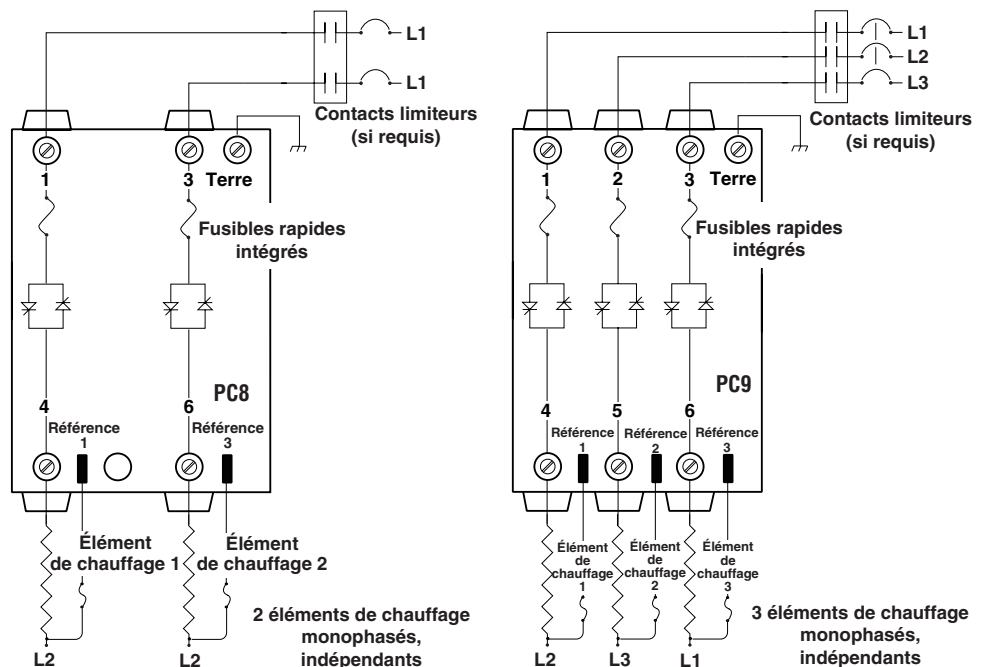 L1
L1
Contacts limiteurs
(si requis)
1
3
Terre
Fusibles rapides
intégrés
PC8
4
6
Référence
1
Référence
3
Élément
de chauffage 1
Élément
de chauffage 2
2 éléments de chauffage
monophasés,
indépendants
L2
L2
L1
L2
L3
Contacts limiteurs
(si requis)
1
2
3
Terre
Fusibles rapides
intégrés
PC9
4
5
6
Référence
1
Référence
2
Référence
3
Élément
de
chauffage
1
Élément
de
chauffage
2
Élément
de
chauffage
3
3 éléments de chauffage
monophasés,
indépendants
L2
L3
L1